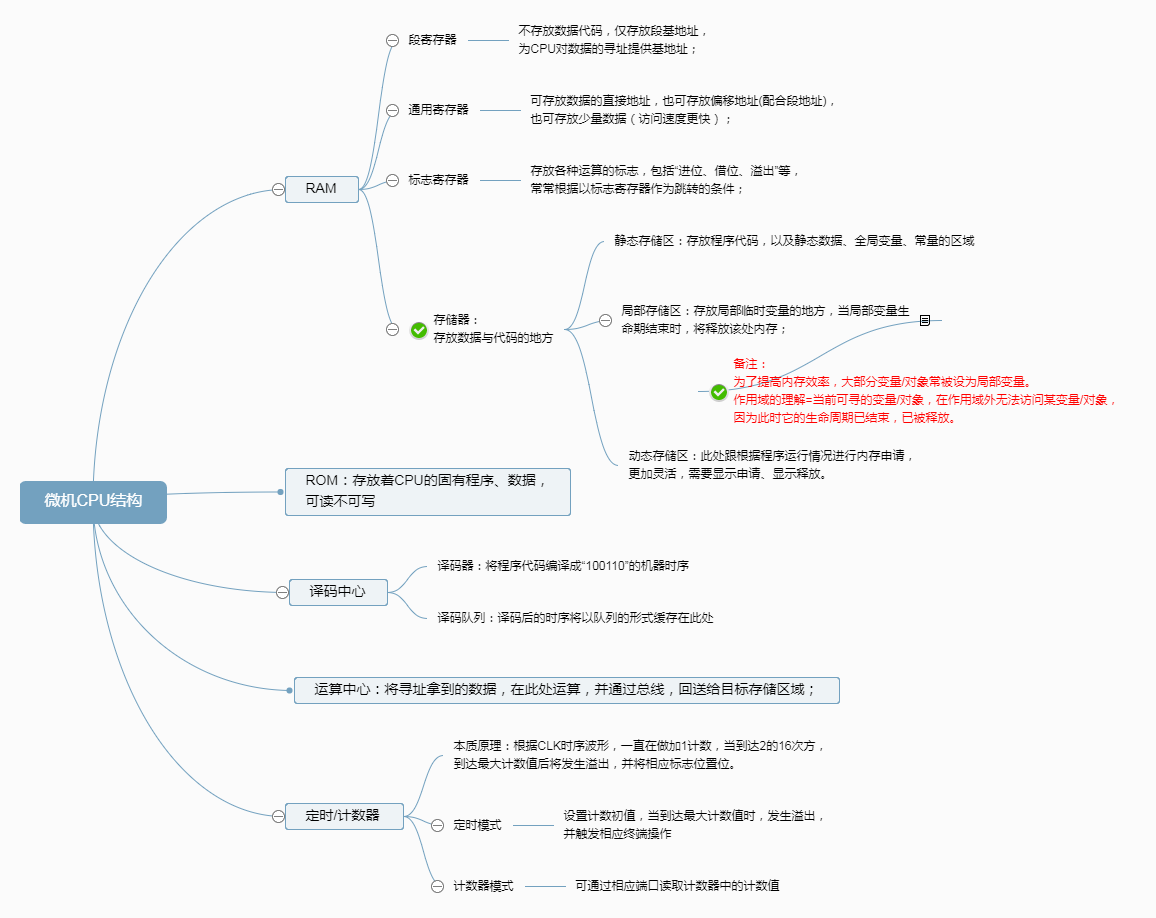 段寄存器
不存放数据代码，仅存放段基地址，
为CPU对数据的寻址提供基地址；
通用寄存器
可存放数据的直接地址，也可存放偏移地址(配合段地址)，
也可存放少量数据（访问速度更快）；
RAM
标志寄存器
存放各种运算的标志，包括“进位、借位、溢出”等，
常常根据以标志寄存器作为跳转的条件；
存储器：
存放数据与代码的地方
静态存储区：存放程序代码，以及静态数据、全局变量、常量的区域
局部存储区：存放局部临时变量的地方，当局部变量生
命期结束时，将释放该处内存；
备注：
为了提高内存效率，大部分变量/对象常被设为局部变量。
作用域的理解=当前可寻的变量/对象，在作用域外无法访问某变量/对象，
因为此时它的生命周期已结束，已被释放。
动态存储区：此处跟根据程序运行情况进行内存申请，
更加灵活，需要显示申请、显示释放。
微机CPU结构
ROM：存放着CPU的固有程序、数据，
可读不可写
译码中心
译码器：将程序代码编译成“100110”的机器时序
译码队列：译码后的时序将以队列的形式缓存在此处
运算中心：将寻址拿到的数据，在此处运算，并通过总线，回送给目标存储区域；
定时/计数器
本质原理：根据CLK时序波形，一直在做加1计数，当到达2的16次方，
到达最大计数值后将发生溢出，并将相应标志位置位。
定时模式
设置计数初值，当到达最大计数值时，发生溢出，
并触发相应终端操作
计数器模式
可通过相应端口读取计数器中的计数值